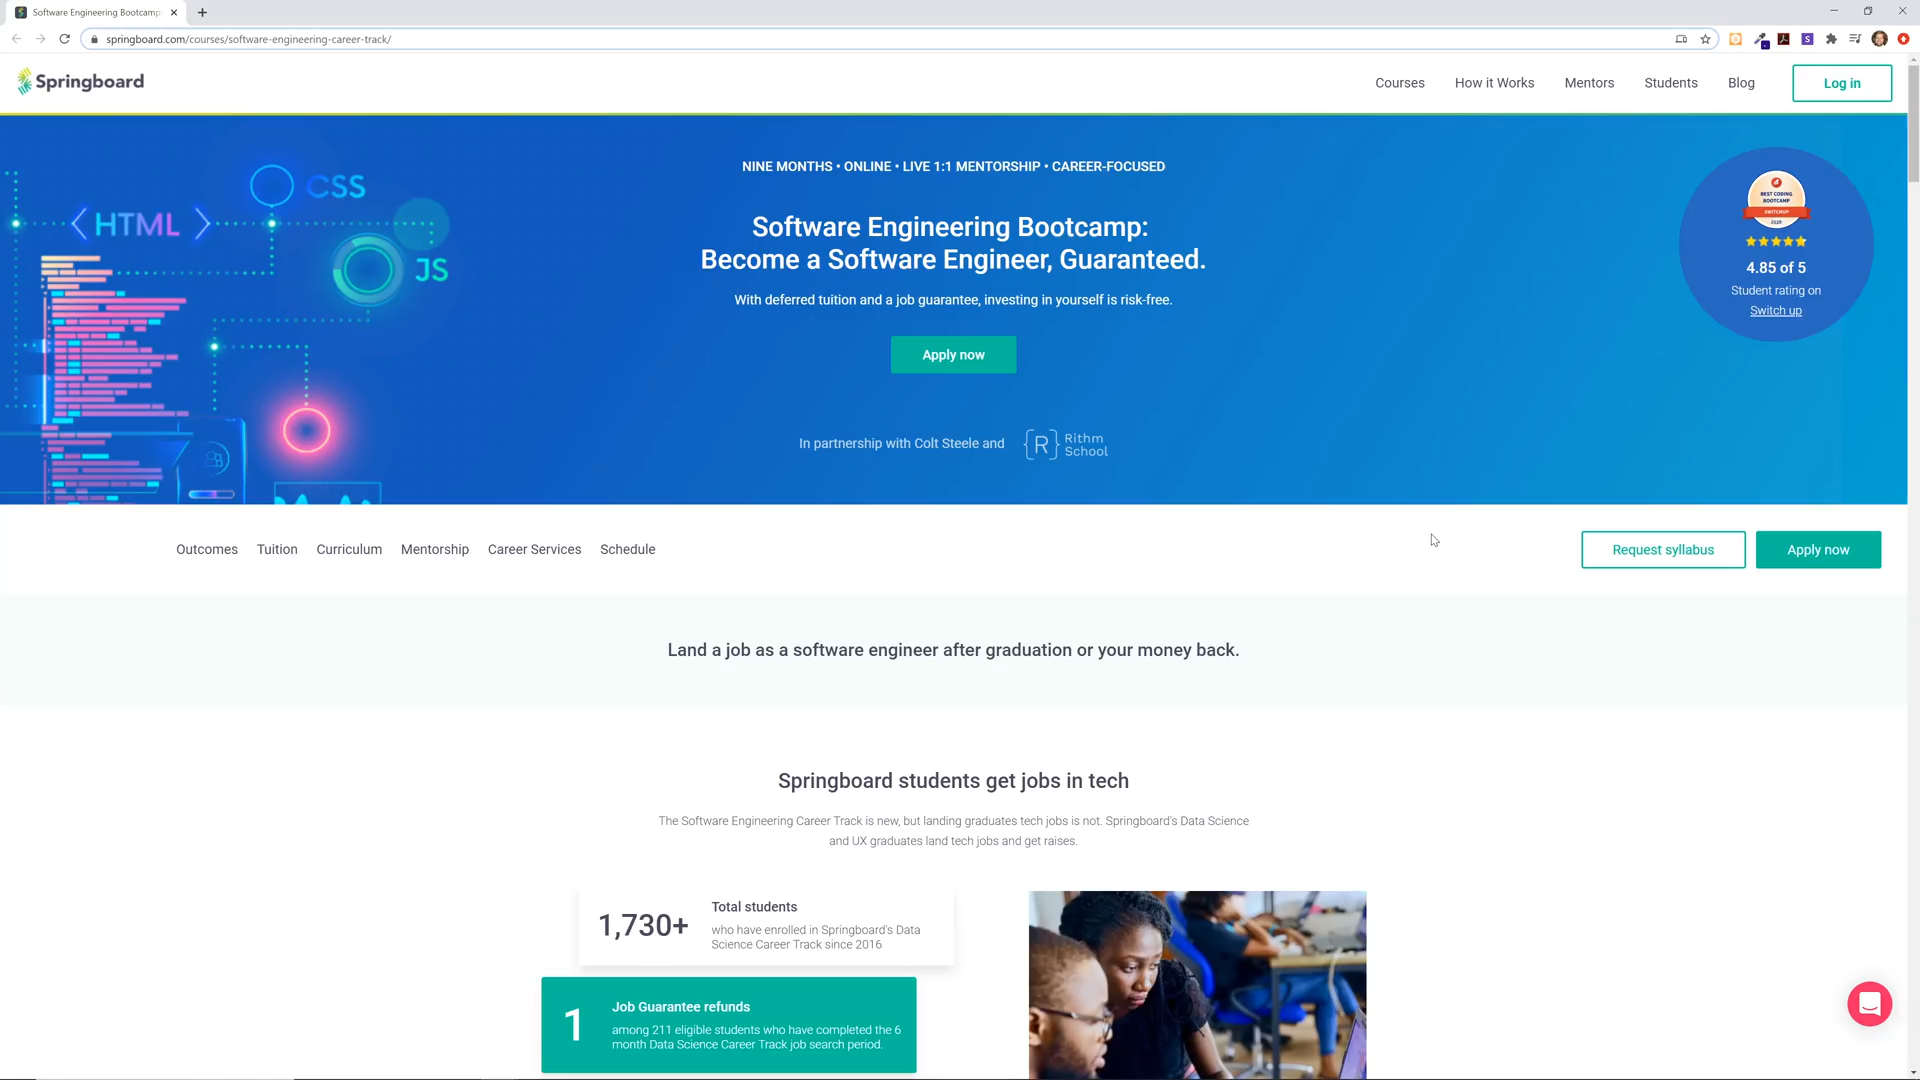 Software Engineering Bootcamp
springboard.com/courses/software-engineering-career-track/
Springboard
Courses
How it Works
Mentors
Students
Blog
Log in
HTML
CSS
JS
NINE MONTHS • ONLINE • LIVE 1:1 MENTORSHIP • CAREER-FOCUSED
Software Engineering Bootcamp:
Become a Software Engineer, Guaranteed.
With deferred tuition and a job guarantee, investing in yourself is risk-free.
Apply now
In partnership with Colt Steele and
{R}
Rithm
School
BEST CODING
BOOTCAMP
SWITCHUP
2020
4.85 of 5
Student rating on
Switch up
Outcomes
Tuition
Curriculum
Mentorship
Career Services
Schedule
Request syllabus
Apply now
Land a job as a software engineer after graduation or your money back.
Springboard students get jobs in tech
The Software Engineering Career Track is new, but landing graduates tech jobs is not. Springboard's Data Science
and UX graduates land tech jobs and get raises.
1,730+
Total students
who have enrolled in Springboard's Data
Science Career Track since 2016
1
Job Guarantee refunds
among 211 eligible students who have completed the 6
month Data Science Career Track job search period.